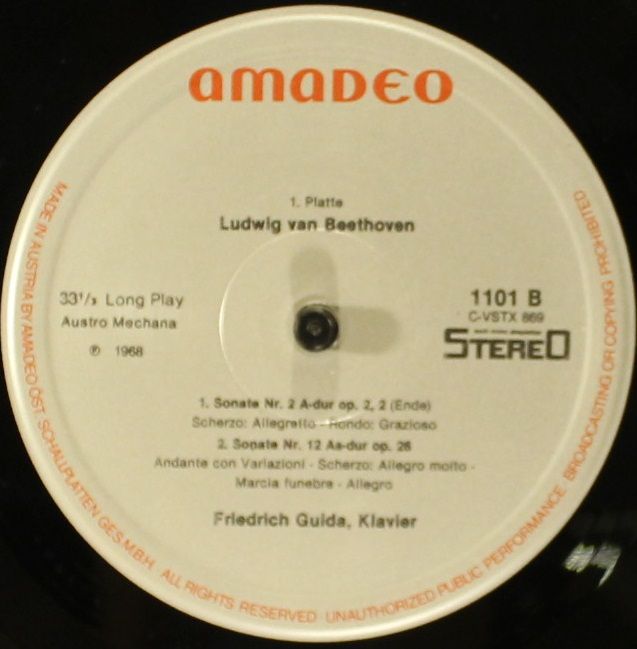 amaDEO
1. Platte
Ludwig van Beethoven
33 1/3 Long Play
Austro Mechana
℗ 1968
1101 B
C-VSTX 869
STEREO
1. Sonate Nr. 2 A-dur op. 2, 2 (Ende)
Scherzo: Allegretto - Rondo: Grazioso
2. Sonate Nr. 12 As-dur op. 26
Andante con Variazioni - Scherzo: Allegro molto -
Marcia funebre - Allegro
Friedrich Gulda, Klavier
MADE IN AUSTRIA BY AMADEO ÖST. SCHALLPLATTEN GES.M.B.H. ALL RIGHTS RESERVED UNAUTHORIZED PUBLIC PERFORMANCE BROADCASTING OR COPYING PROHIBITED